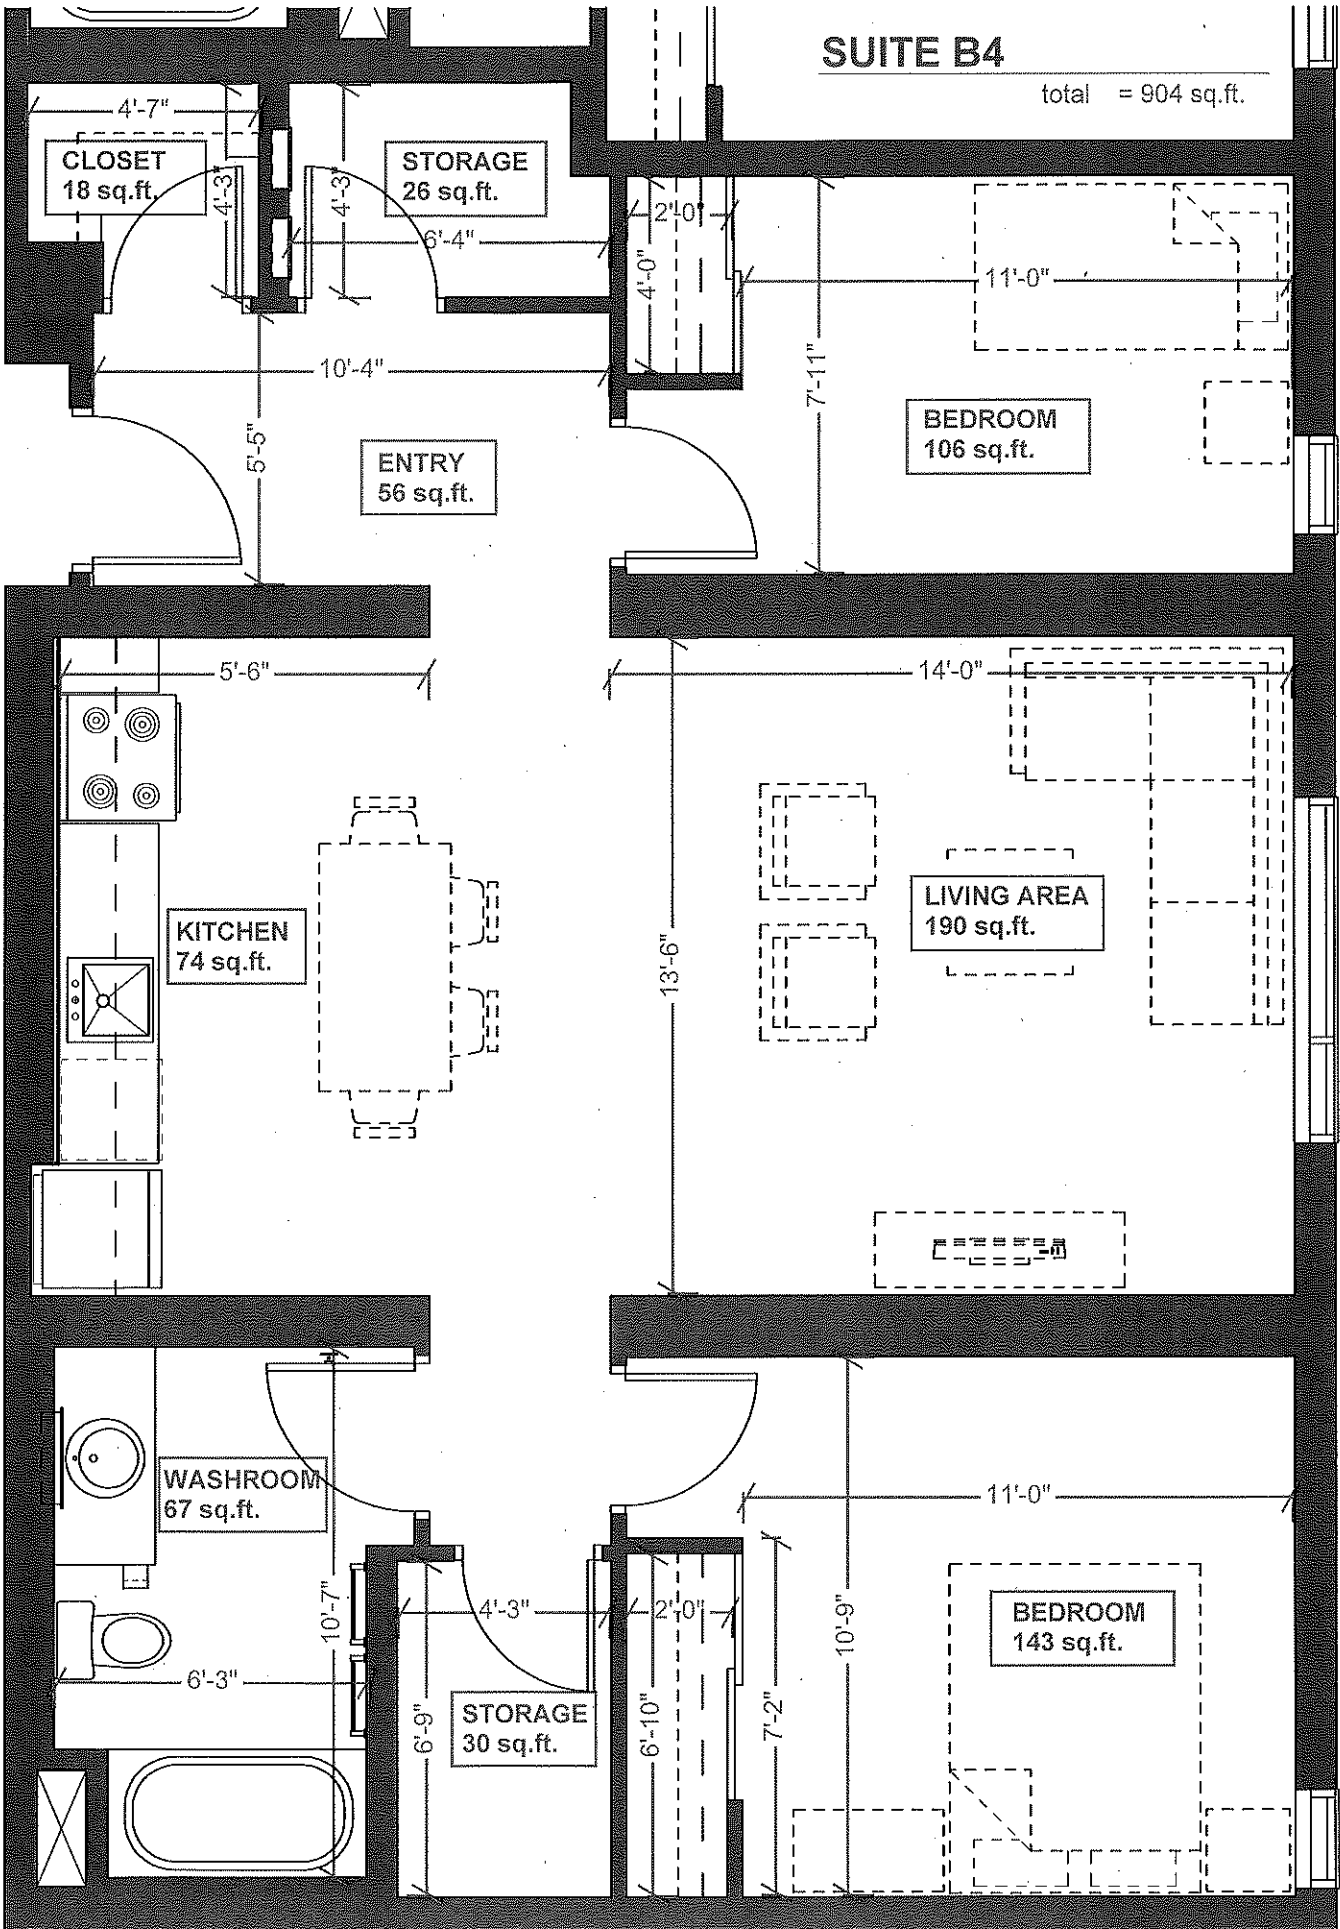 SUITE B4
total = 904 sq.ft.
4'-7"
CLOSET
18 sq.ft.
4'-3"
4'-3"
STORAGE
26 sq.ft.
6'-4"
2'-0"
4'-0"
11'-0"
7'-11"
10'-4"
5'-5"
ENTRY
56 sq.ft.
BEDROOM
106 sq.ft.
5'-6"
14'-0"
KITCHEN
74 sq.ft.
13'-6"
LIVING AREA
190 sq.ft.
WASHROOM
67 sq.ft.
10'-7"
6'-3"
4'-3"
6'-9"
STORAGE
30 sq.ft.
2'-0"
6'-10"
7'-2"
10'-9"
11'-0"
BEDROOM
143 sq.ft.